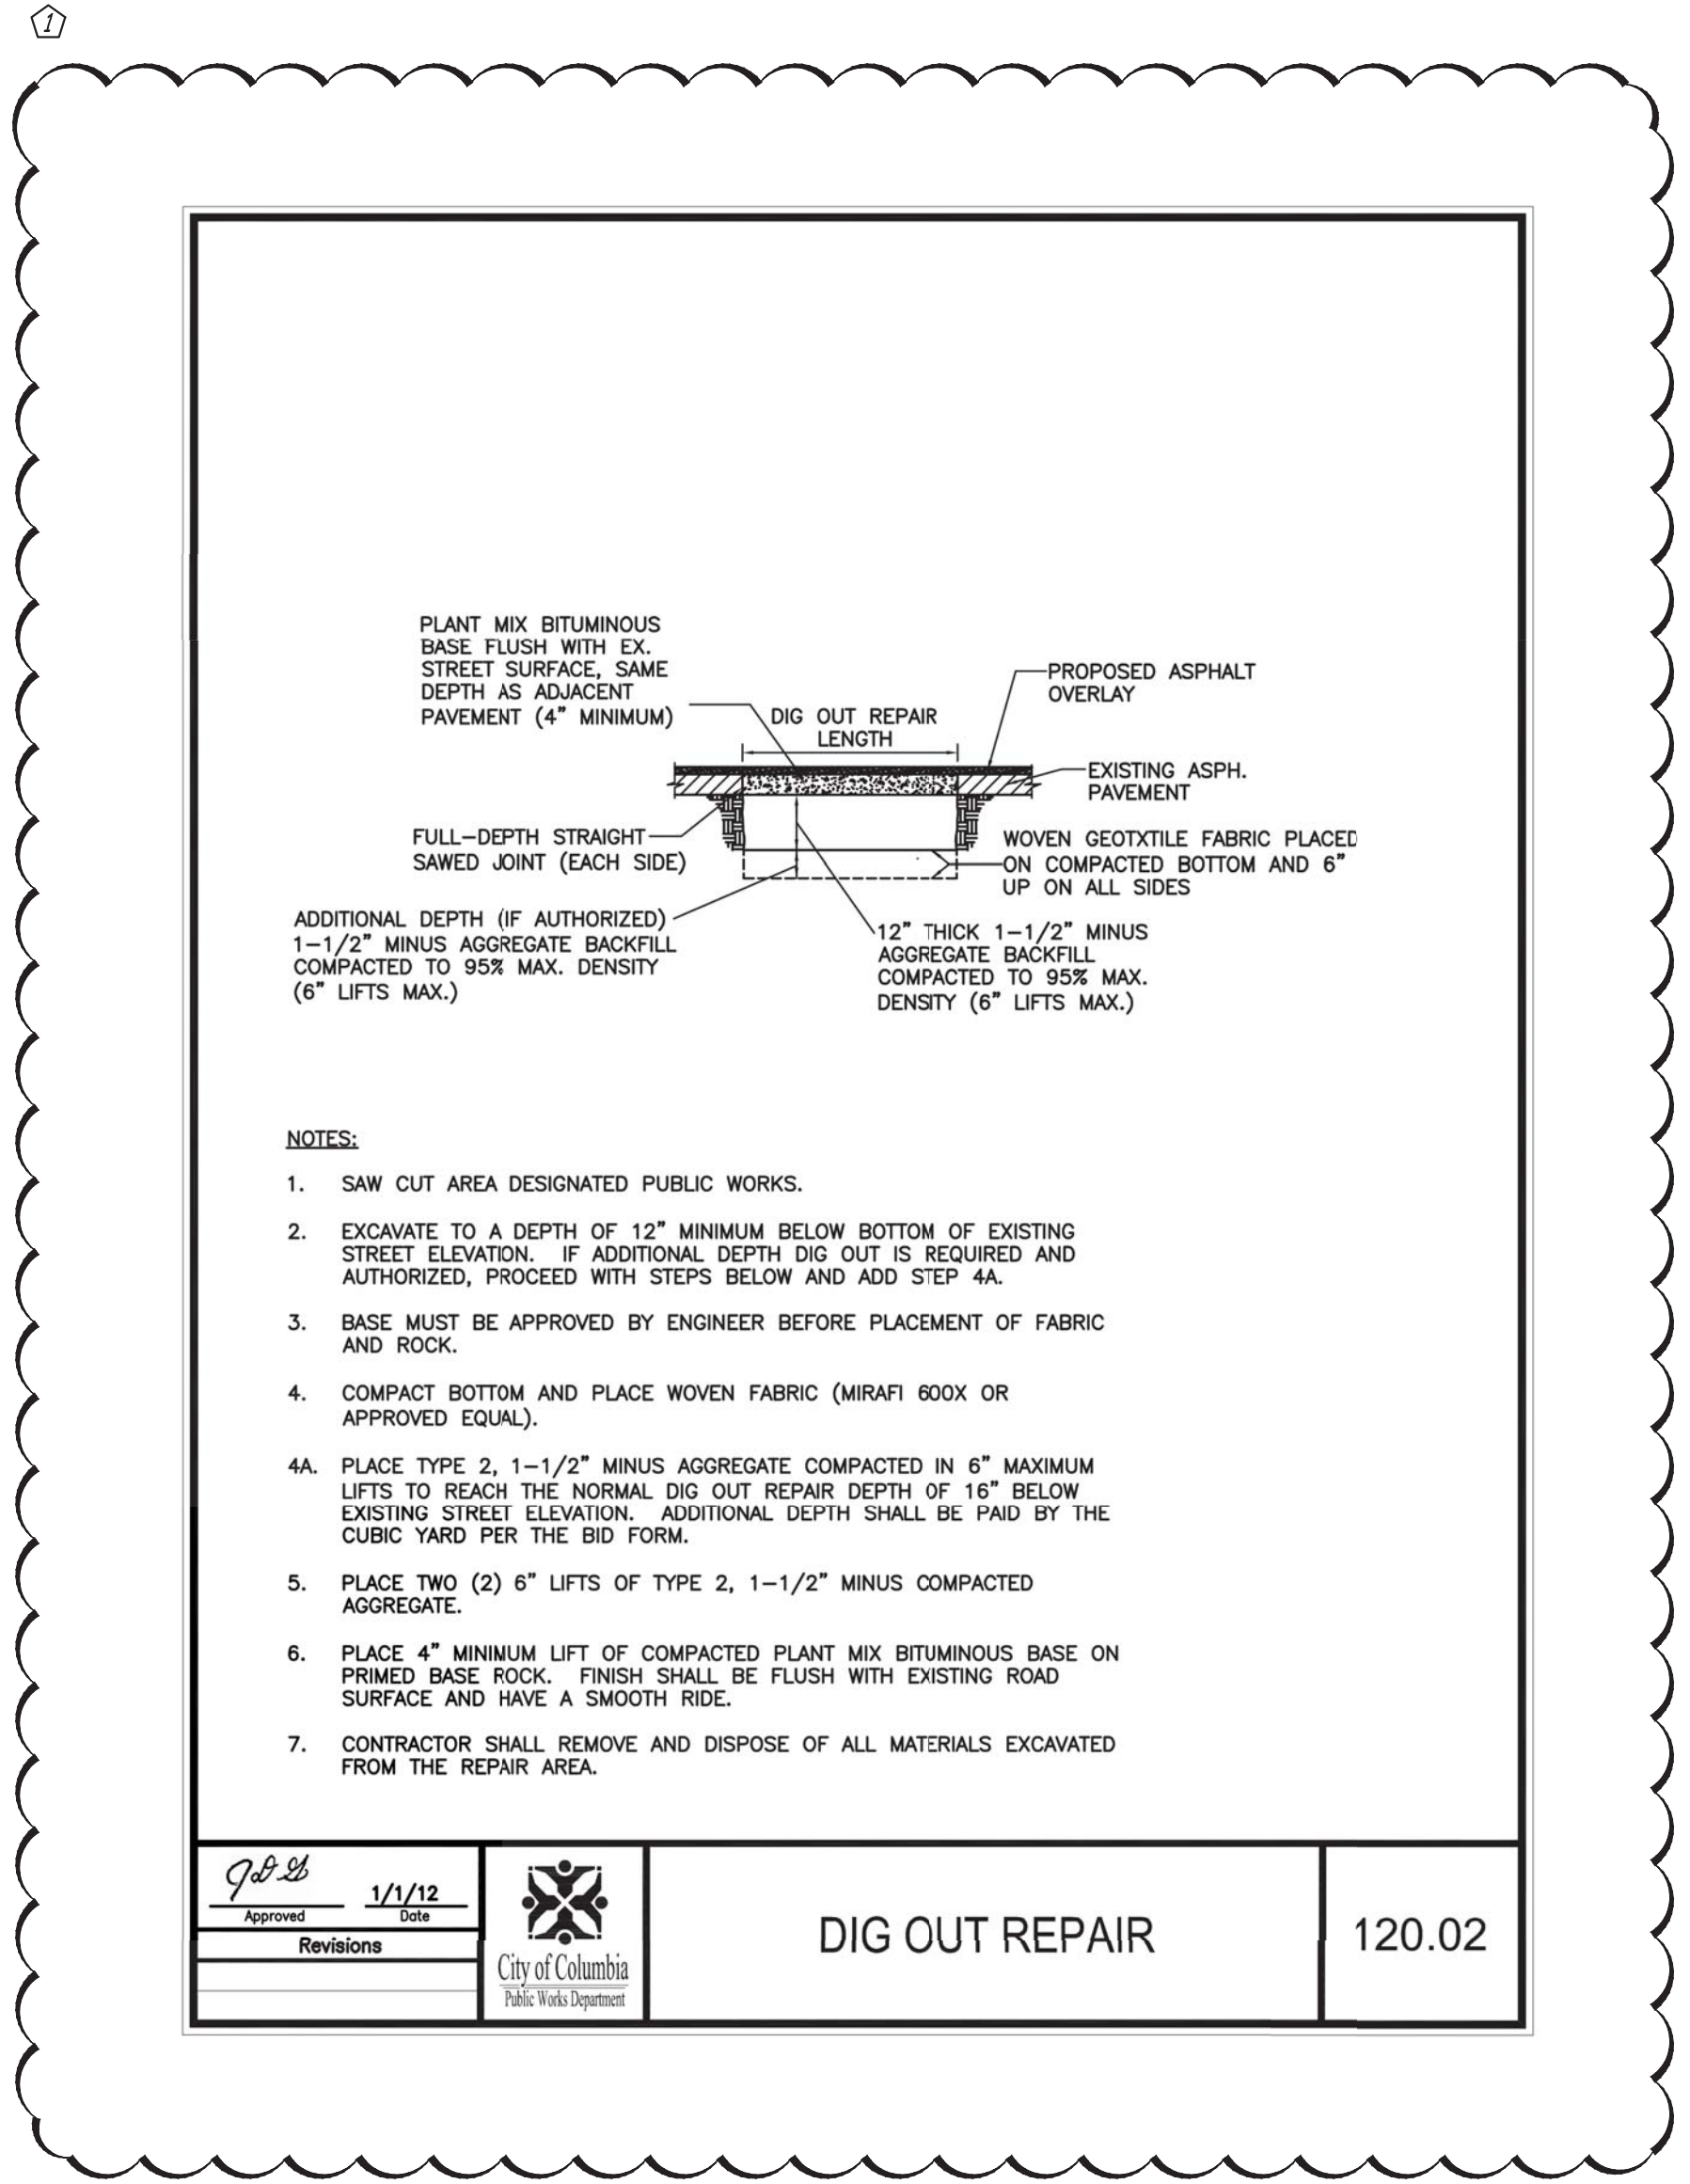 1
PLANT MIX BITUMINOUS
BASE FLUSH WITH EX.
STREET SURFACE, SAME
DEPTH AS ADJACENT
PAVEMENT (4" MINIMUM)
DIG OUT REPAIR
LENGTH
PROPOSED ASPHALT
OVERLAY
EXISTING ASPH.
PAVEMENT
FULL-DEPTH STRAIGHT
SAWED JOINT (EACH SIDE)
WOVEN GEOTXTILE FABRIC PLACED
ON COMPACTED BOTTOM AND 6"
UP ON ALL SIDES
ADDITIONAL DEPTH (IF AUTHORIZED)
1-1/2" MINUS AGGREGATE BACKFILL
COMPACTED TO 95% MAX. DENSITY
(6" LIFTS MAX.)
12" THICK 1-1/2" MINUS
AGGREGATE BACKFILL
COMPACTED TO 95% MAX.
DENSITY (6" LIFTS MAX.)
NOTES:
1. SAW CUT AREA DESIGNATED PUBLIC WORKS.
2. EXCAVATE TO A DEPTH OF 12" MINIMUM BELOW BOTTOM OF EXISTING
STREET ELEVATION. IF ADDITIONAL DEPTH DIG OUT IS REQUIRED AND
AUTHORIZED, PROCEED WITH STEPS BELOW AND ADD STEP 4A.
3. BASE MUST BE APPROVED BY ENGINEER BEFORE PLACEMENT OF FABRIC
AND ROCK.
4. COMPACT BOTTOM AND PLACE WOVEN FABRIC (MIRAFI 600X OR
APPROVED EQUAL).
4A. PLACE TYPE 2, 1-1/2" MINUS AGGREGATE COMPACTED IN 6" MAXIMUM
LIFTS TO REACH THE NORMAL DIG OUT REPAIR DEPTH OF 16" BELOW
EXISTING STREET ELEVATION. ADDITIONAL DEPTH SHALL BE PAID BY THE
CUBIC YARD PER THE BID FORM.
5. PLACE TWO (2) 6" LIFTS OF TYPE 2, 1-1/2" MINUS COMPACTED
AGGREGATE.
6. PLACE 4" MINIMUM LIFT OF COMPACTED PLANT MIX BITUMINOUS BASE ON
PRIMED BASE ROCK. FINISH SHALL BE FLUSH WITH EXISTING ROAD
SURFACE AND HAVE A SMOOTH RIDE.
7. CONTRACTOR SHALL REMOVE AND DISPOSE OF ALL MATERIALS EXCAVATED
FROM THE REPAIR AREA.
1/1/12
Approved Date
Revisions
City of Columbia
Public Works Department
DIG OUT REPAIR
120.02